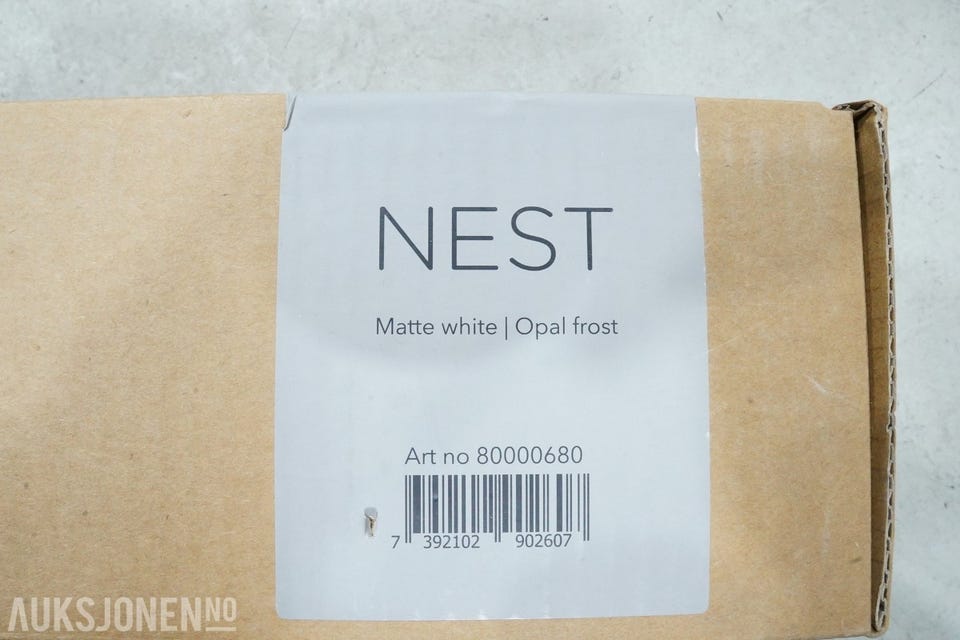 NEST
Matte white | Opal frost
Art no 80000680
7 392102 902607
AUKSJONEN.NO